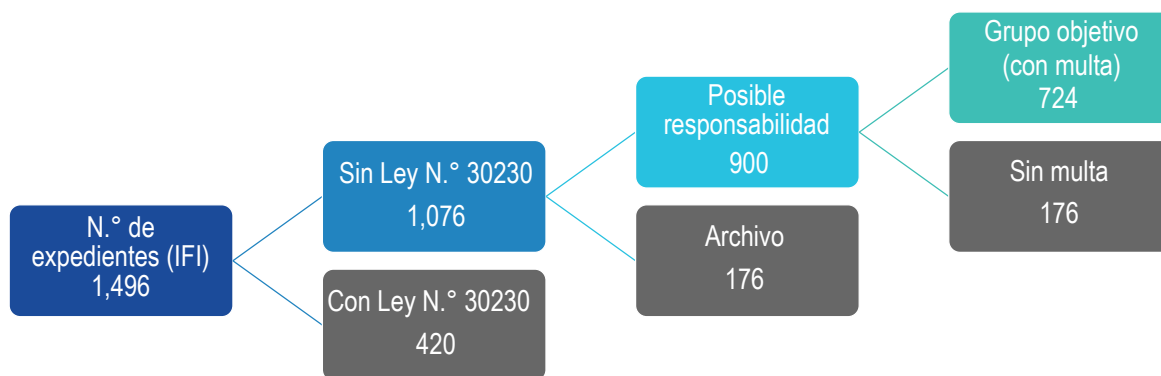 N.° de
expedientes (IFI)
1,496
Sin Ley N.° 30230
1,076
Con Ley N.° 30230
420
Posible
responsabilidad
900
Archivo
176
Grupo objetivo
(con multa)
724
Sin multa
176